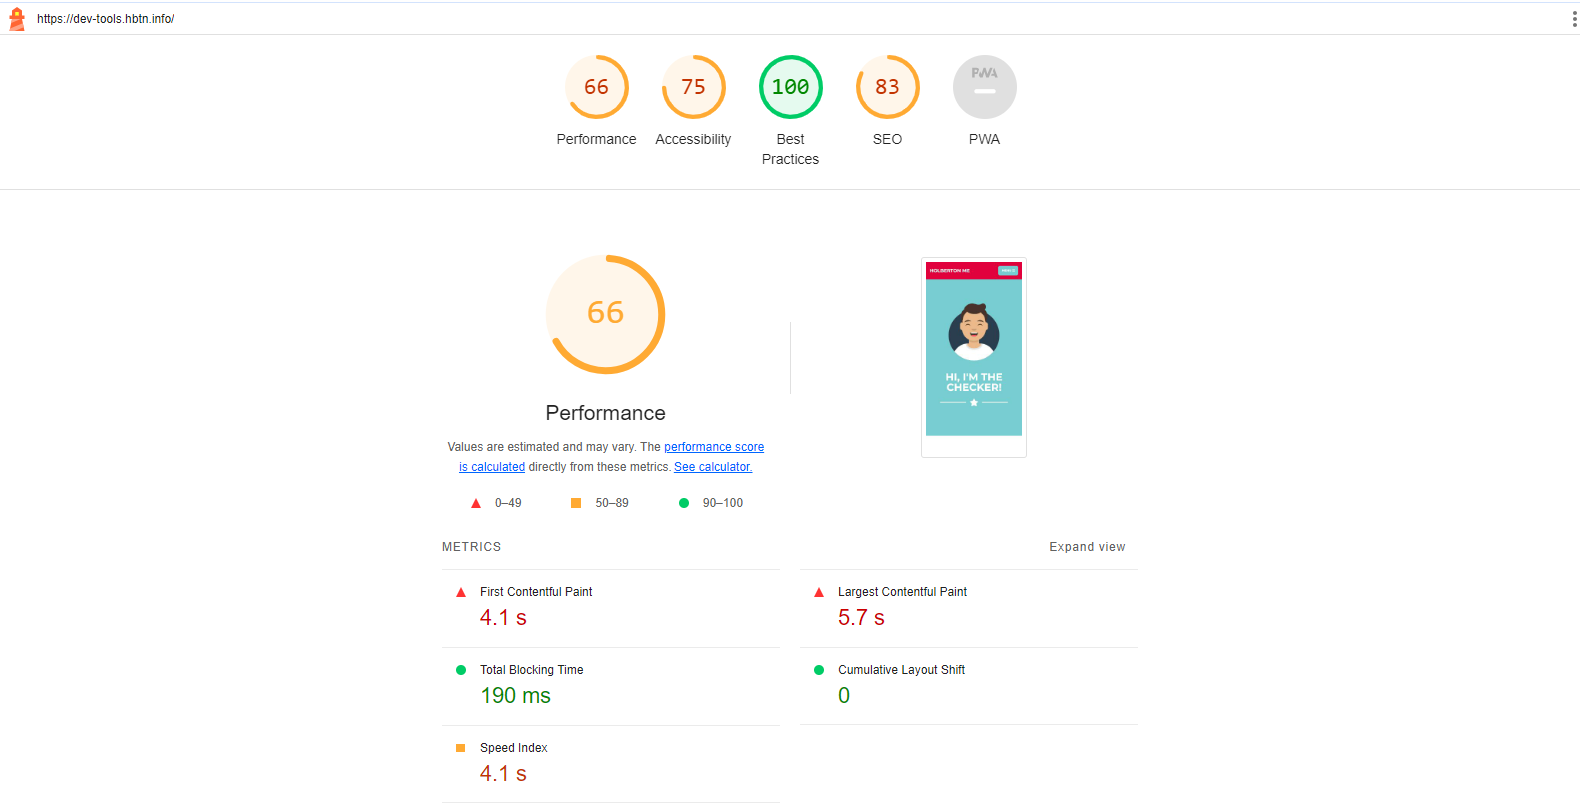 https://dev-tools.hbtn.info/
66
75
100
83
PWA
Performance
Accessibility
Best
Practices
SEO
PWA
66
Performance
Values are estimated and may vary. The performance score
is calculated directly from these metrics. See calculator.
0–49
50–89
90–100
HOLBERTON ME
HI, I'M THE
CHECKER!
METRICS
Expand view
First Contentful Paint
4.1 s
Largest Contentful Paint
5.7 s
Total Blocking Time
190 ms
Cumulative Layout Shift
0
Speed Index
4.1 s